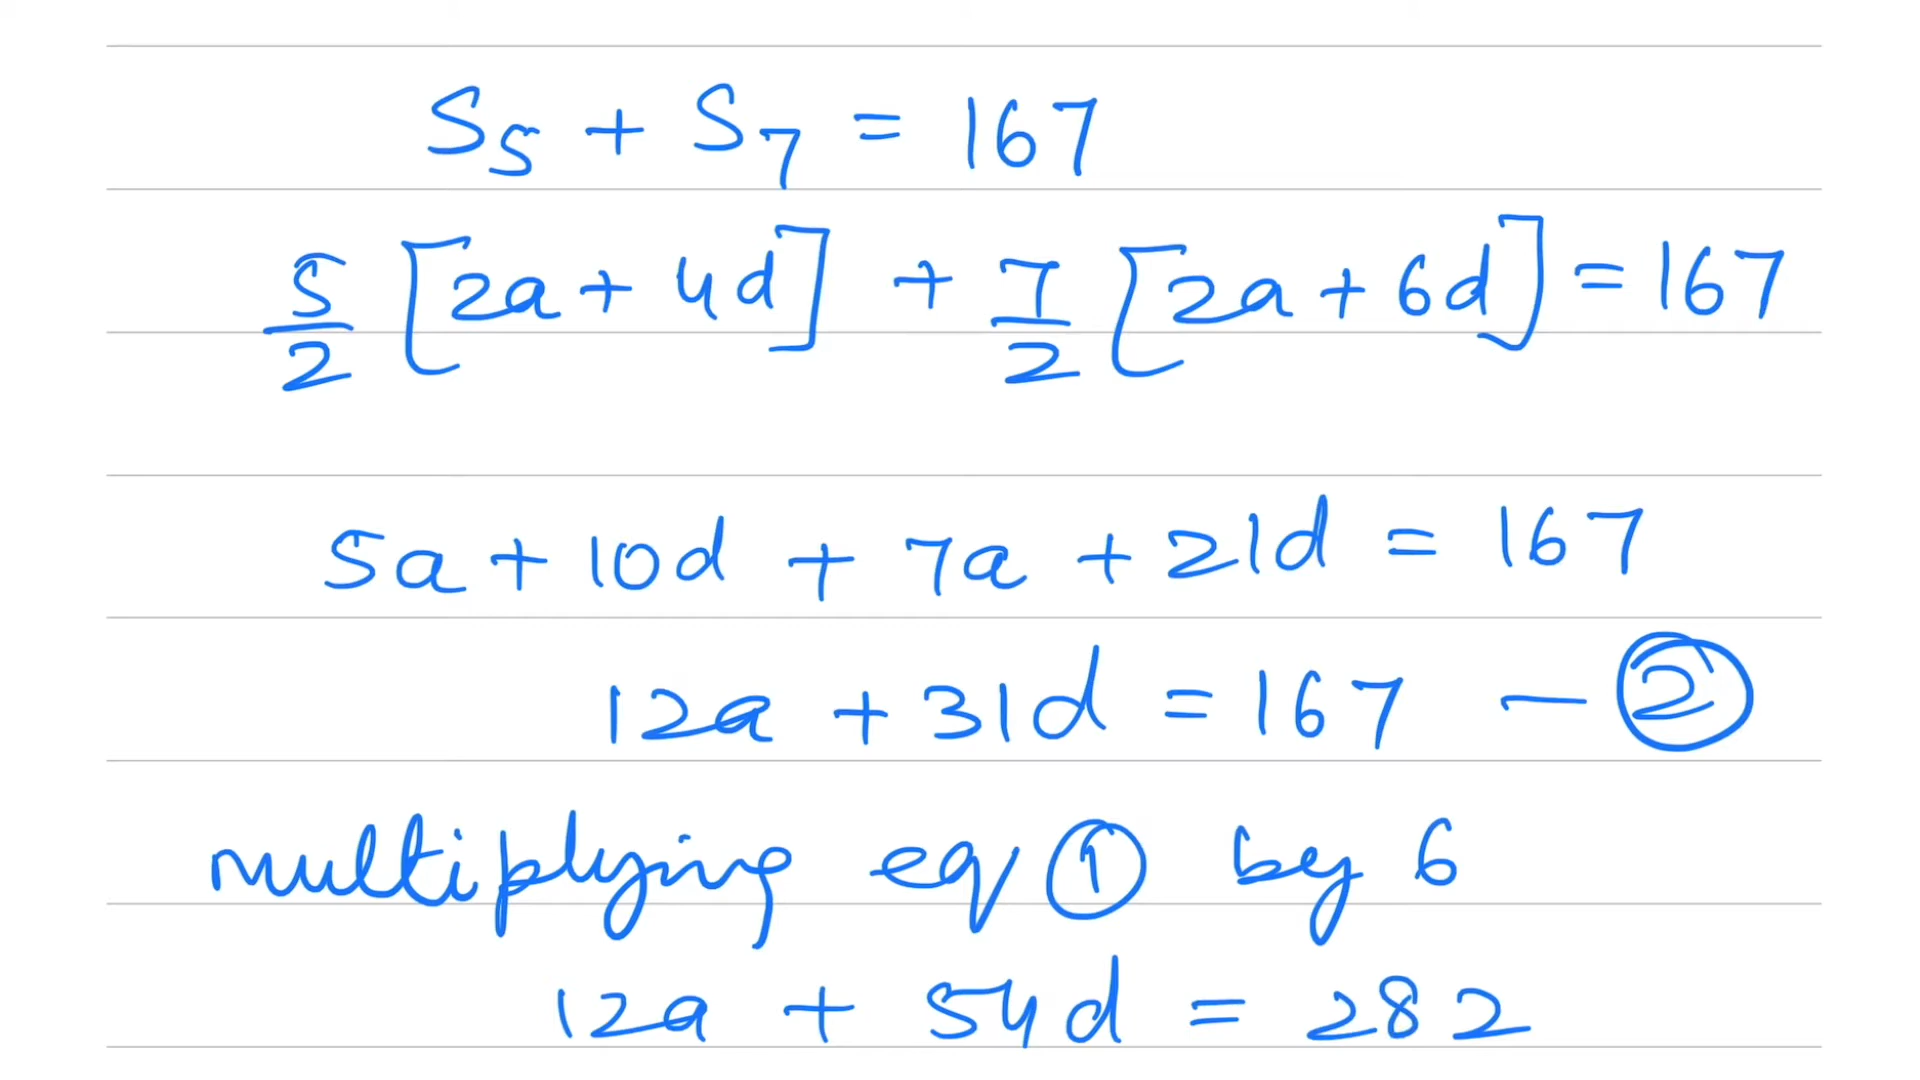 S₅ + S₇ = 167
5/2 [2a + 4d] + 7/2 [2a + 6d] = 167
5a + 10d + 7a + 21d = 167
12a + 31d = 167 — ②
multiplying eq ① by 6
12a + 54d = 282